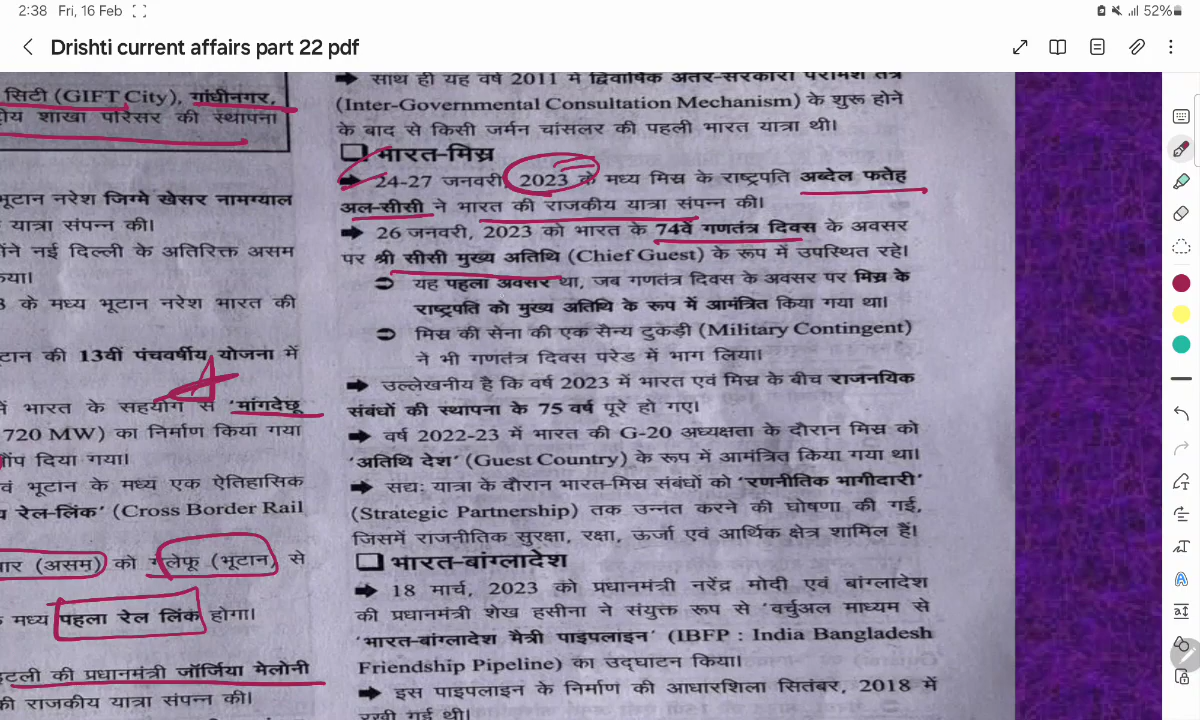 2:38 Fri, 16 Feb
52%
Drishti current affairs part 22 pdf
सिटी (GIFT City), गांधीनगर,
शाखा परिसर की स्थापना
भूटान नरेश जिग्मे खेसर नामग्याल
यात्रा संपन्न की।
ने नई दिल्ली के अतिरिक्त असम
के मध्य भूटान नरेश भारत की
की 13वीं पंचवर्षीय योजना में
में भारत के सहयोग से 'मांगदेछू
720 MW) का निर्माण किया गया
दिया गया।
भूटान के मध्य एक ऐतिहासिक
रेल-लिंक' (Cross Border Rail
(असम) को गेलेफू (भूटान) से
मध्य पहला रेल लिंक होगा।
इटली की प्रधानमंत्री जॉर्जिया मेलोनी
की राजकीय यात्रा संपन्न की।
➡ साथ ही यह वर्ष 2011 में द्विवार्षिक अंतर-सरकारी परामर्श तंत्र
(Inter-Governmental Consultation Mechanism) के शुरू होने
के बाद से किसी जर्मन चांसलर की पहली भारत यात्रा थी।
❑ भारत-मिस्र
➡ 24-27 जनवरी, 2023 के मध्य मिस्र के राष्ट्रपति अब्देल फतेह
अल-सीसी ने भारत की राजकीय यात्रा संपन्न की।
➡ 26 जनवरी, 2023 को भारत के 74वें गणतंत्र दिवस के अवसर
पर श्री सीसी मुख्य अतिथि (Chief Guest) के रूप में उपस्थित रहे।
➲ यह पहला अवसर था, जब गणतंत्र दिवस के अवसर पर मिस्र के
राष्ट्रपति को मुख्य अतिथि के रूप में आमंत्रित किया गया था।
➲ मिस्र की सेना की एक सैन्य टुकड़ी (Military Contingent)
ने भी गणतंत्र दिवस परेड में भाग लिया।
➡ उल्लेखनीय है कि वर्ष 2023 में भारत एवं मिस्र के बीच राजनयिक
संबंधों की स्थापना के 75 वर्ष पूरे हो गए।
➡ वर्ष 2022-23 में भारत की G-20 अध्यक्षता के दौरान मिस्र को
'अतिथि देश' (Guest Country) के रूप में आमंत्रित किया गया था।
➡ सद्यः यात्रा के दौरान भारत-मिस्र संबंधों को 'रणनीतिक भागीदारी'
(Strategic Partnership) तक उन्नत करने की घोषणा की गई,
जिसमें राजनीतिक सुरक्षा, रक्षा, ऊर्जा एवं आर्थिक क्षेत्र शामिल हैं।
❑ भारत-बांग्लादेश
➡ 18 मार्च, 2023 को प्रधानमंत्री नरेंद्र मोदी एवं बांग्लादेश
की प्रधानमंत्री शेख हसीना ने संयुक्त रूप से 'वर्चुअल माध्यम से
'भारत-बांग्लादेश मैत्री पाइपलाइन' (IBFP : India Bangladesh
Friendship Pipeline) का उद्घाटन किया।
➡ इस पाइपलाइन के निर्माण की आधारशिला सितंबर, 2018 में
रखी गई थी।